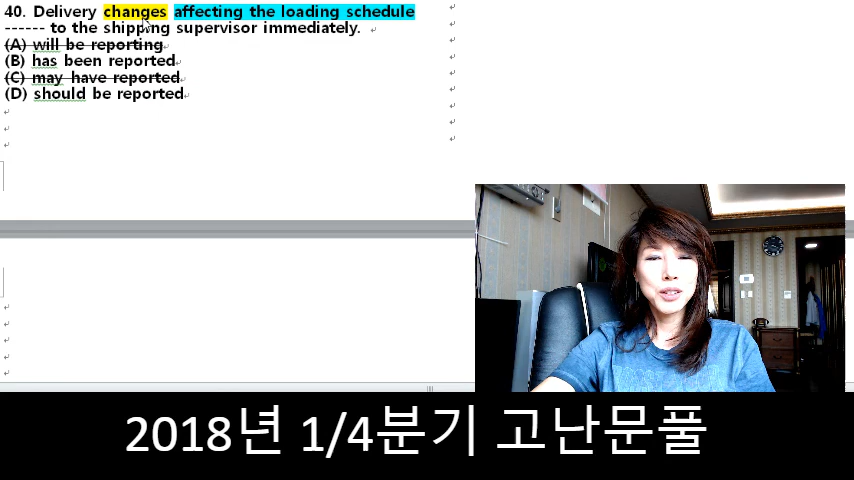 40. Delivery changes affecting the loading schedule
------ to the shipping supervisor immediately.
(A) will be reporting
(B) has been reported
(C) may have reported
(D) should be reported
2018년 1/4분기 고난문풀